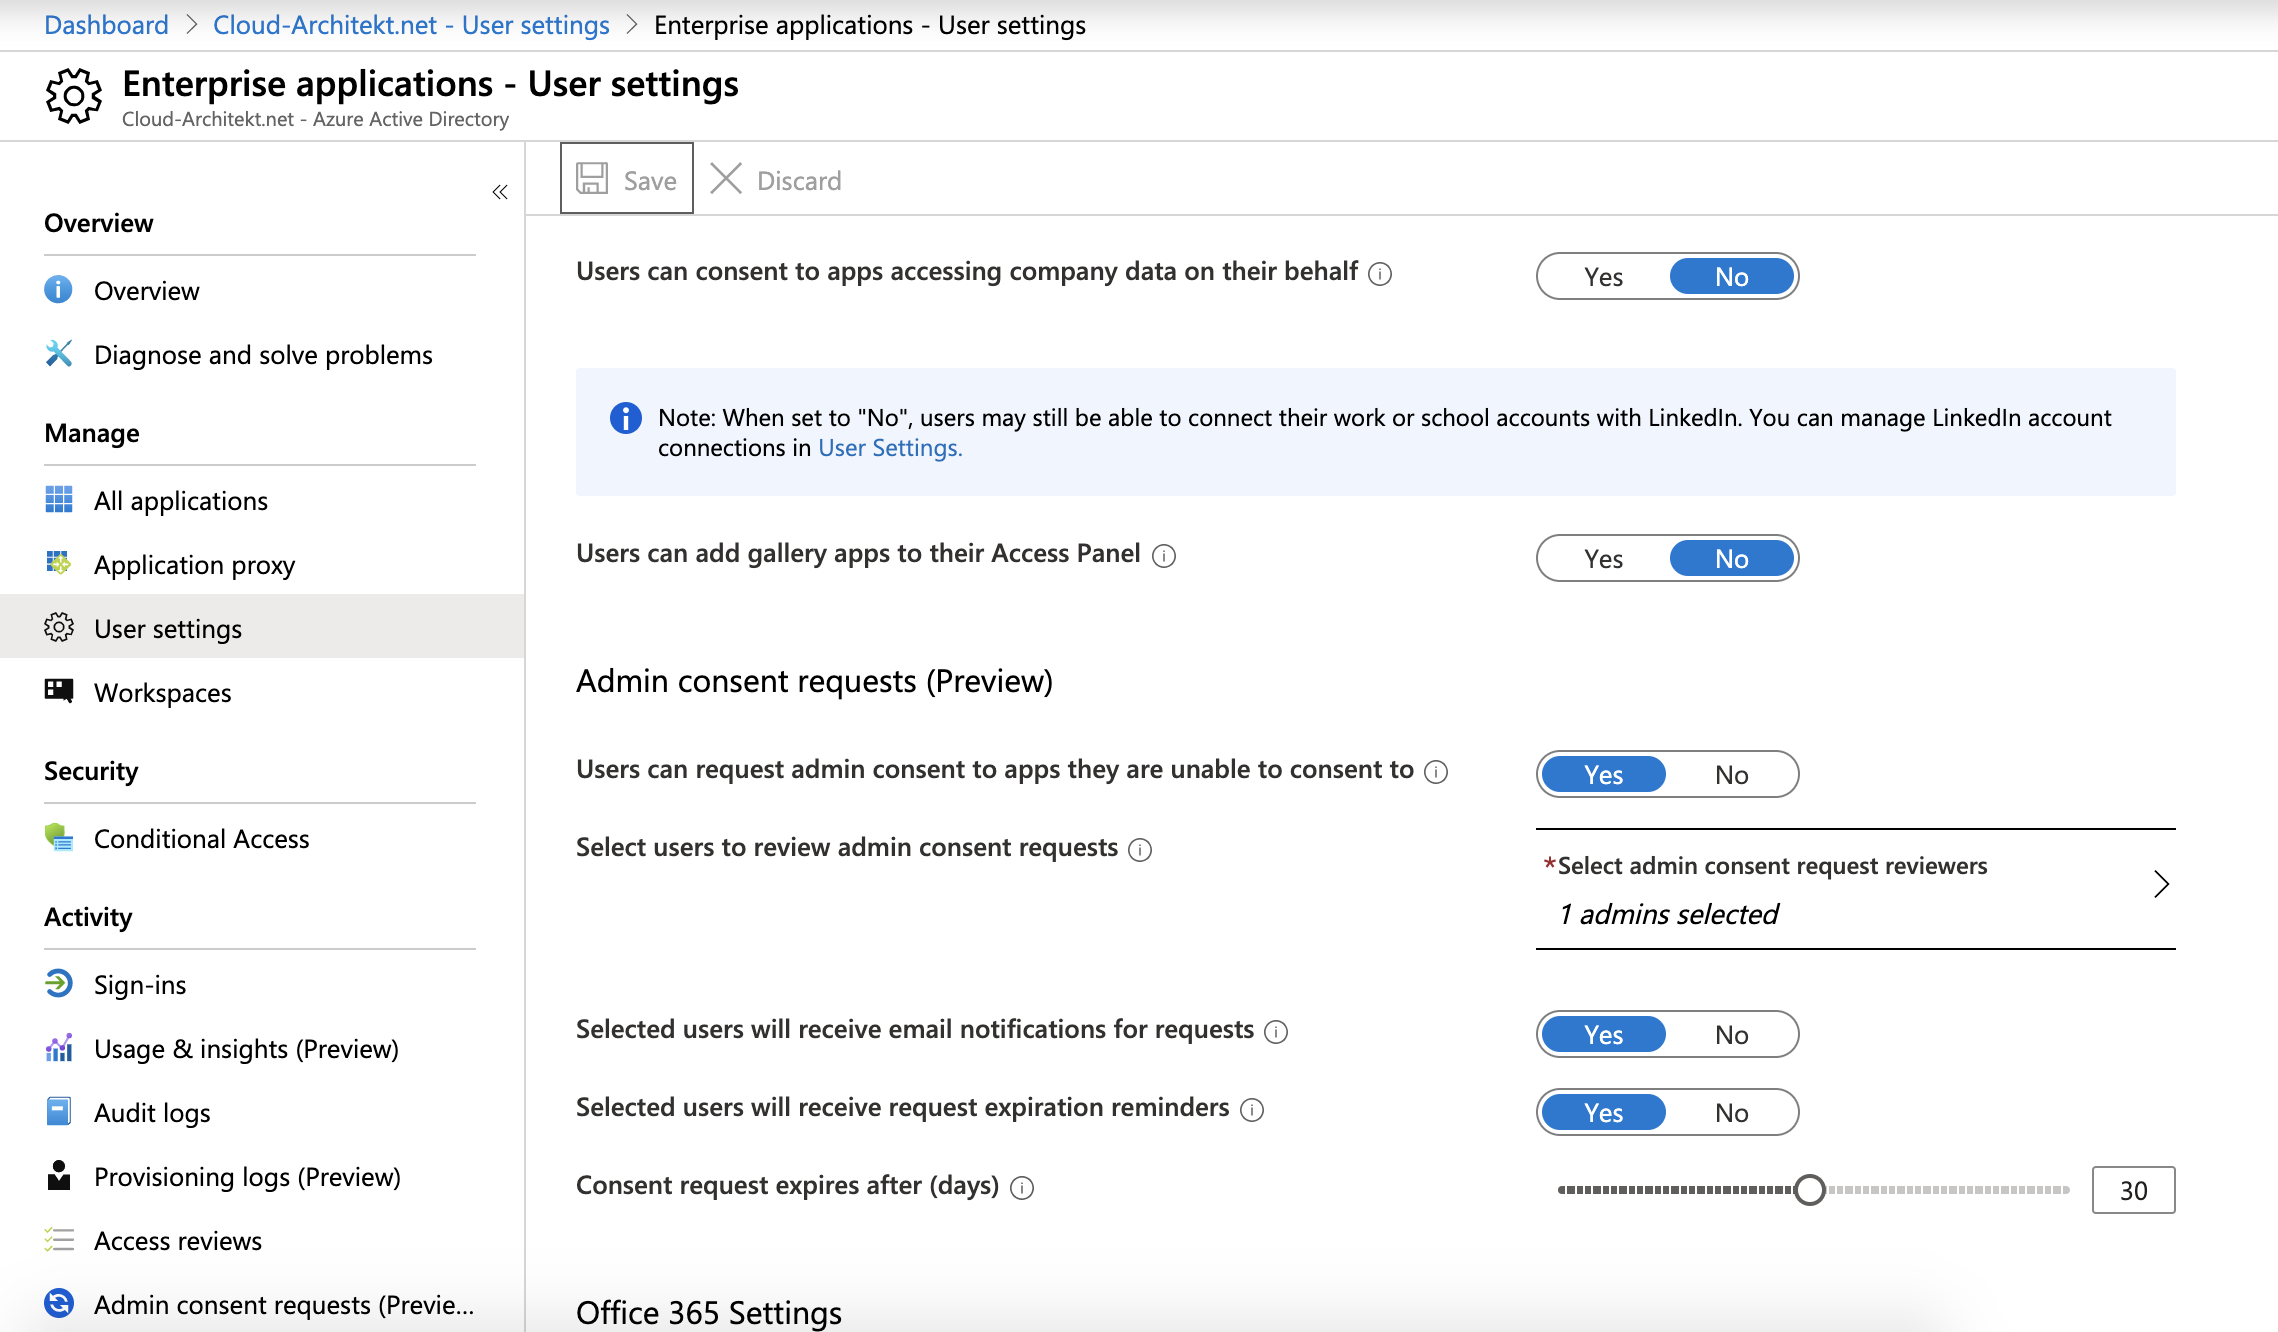 Dashboard > Cloud-Architekt.net - User settings > Enterprise applications - User settings
Enterprise applications - User settings
Cloud-Architekt.net - Azure Active Directory
«
Overview
Overview
Diagnose and solve problems
Manage
All applications
Application proxy
User settings
Workspaces
Security
Conditional Access
Activity
Sign-ins
Usage & insights (Preview)
Audit logs
Provisioning logs (Preview)
Access reviews
Admin consent requests (Previe...
Save Discard
Users can consent to apps accessing company data on their behalf Yes No
Note: When set to "No", users may still be able to connect their work or school accounts with LinkedIn. You can manage LinkedIn account
connections in User Settings.
Users can add gallery apps to their Access Panel Yes No
Admin consent requests (Preview)
Users can request admin consent to apps they are unable to consent to Yes No
Select users to review admin consent requests
*Select admin consent request reviewers
1 admins selected
Selected users will receive email notifications for requests Yes No
Selected users will receive request expiration reminders Yes No
Consent request expires after (days) 30
Office 365 Settings